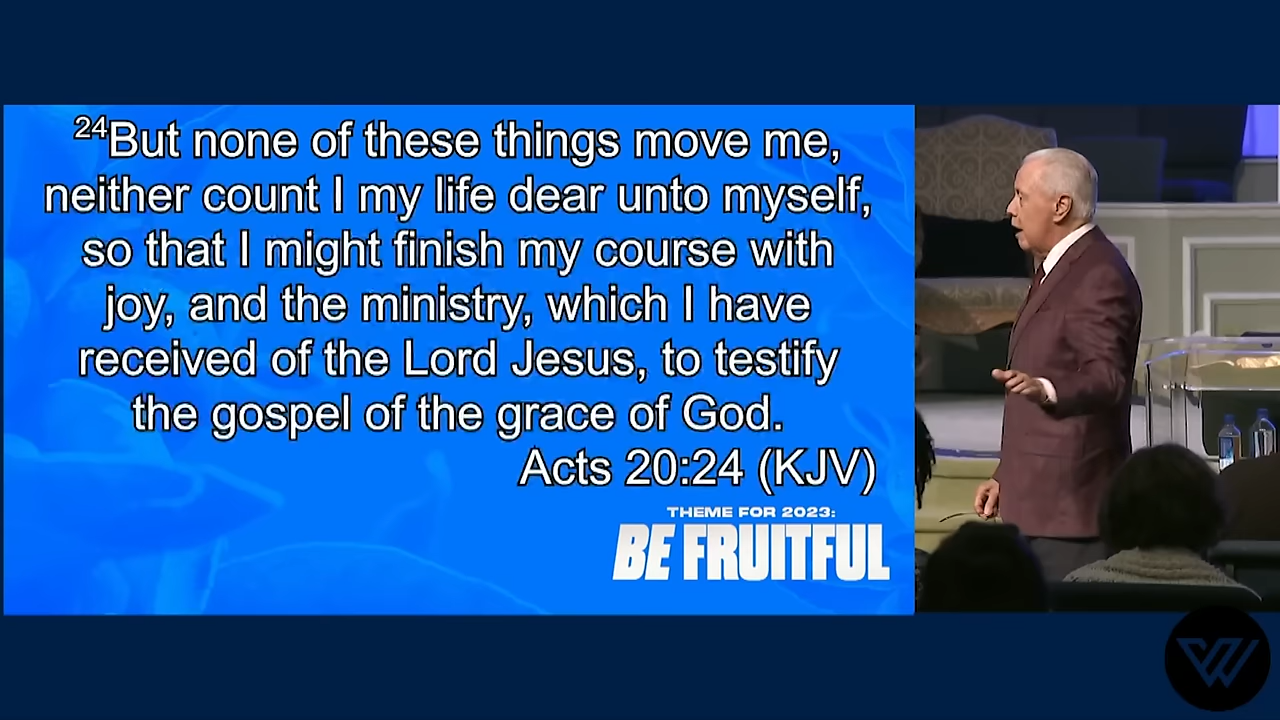 24But none of these things move me,
neither count I my life dear unto myself,
so that I might finish my course with
joy, and the ministry, which I have
received of the Lord Jesus, to testify
the gospel of the grace of God.
Acts 20:24 (KJV)
THEME FOR 2023:
BE FRUITFUL
W